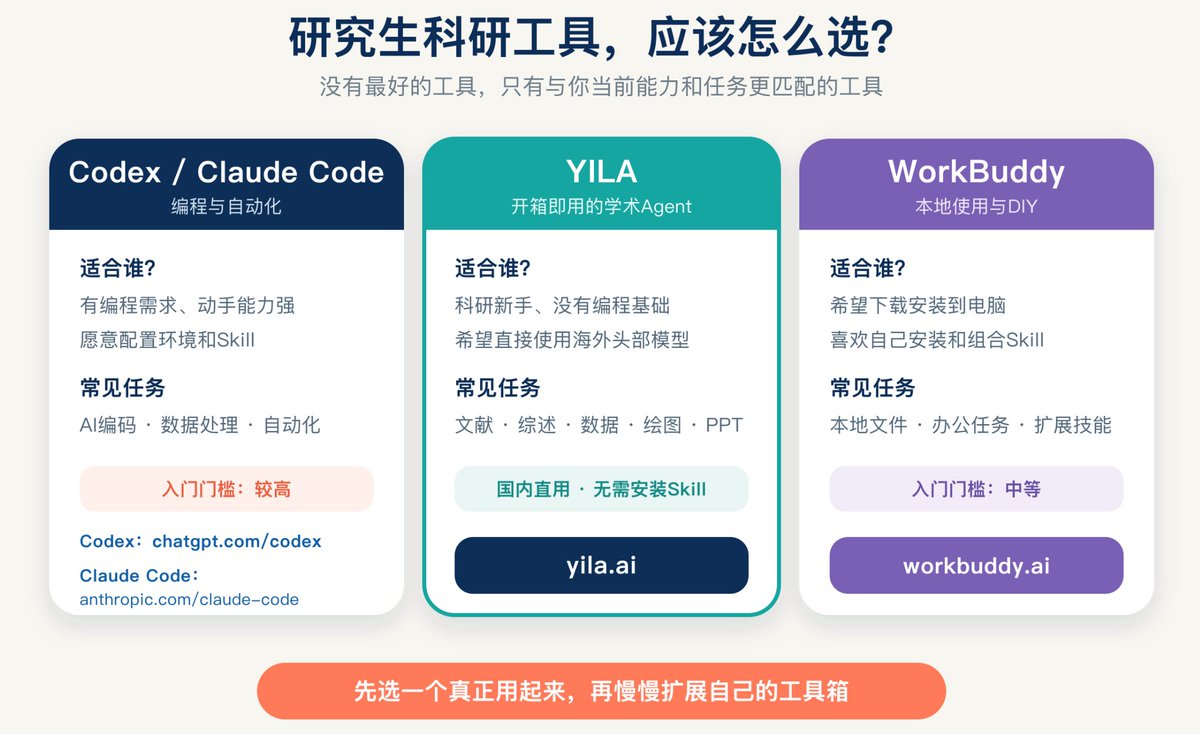 研究生科研工具，应该怎么选？
没有最好的工具，只有与你当前能力和任务更匹配的工具
Codex / Claude Code
编程与自动化
适合谁？
有编程需求、动手能力强
愿意配置环境和Skill
常见任务
AI编码 · 数据处理 · 自动化
入门门槛：较高
Codex：chatgpt.com/codex
Claude Code：
anthropic.com/claude-code
YILA
开箱即用的学术Agent
适合谁？
科研新手、没有编程基础
希望直接使用海外头部模型
常见任务
文献 · 综述 · 数据 · 绘图 · PPT
国内直用 · 无需安装Skill
yila.ai
WorkBuddy
本地使用与DIY
适合谁？
希望下载安装到电脑
喜欢自己安装和组合Skill
常见任务
本地文件 · 办公任务 · 扩展技能
入门门槛：中等
workbuddy.ai
先选一个真正用起来，再慢慢扩展自己的工具箱